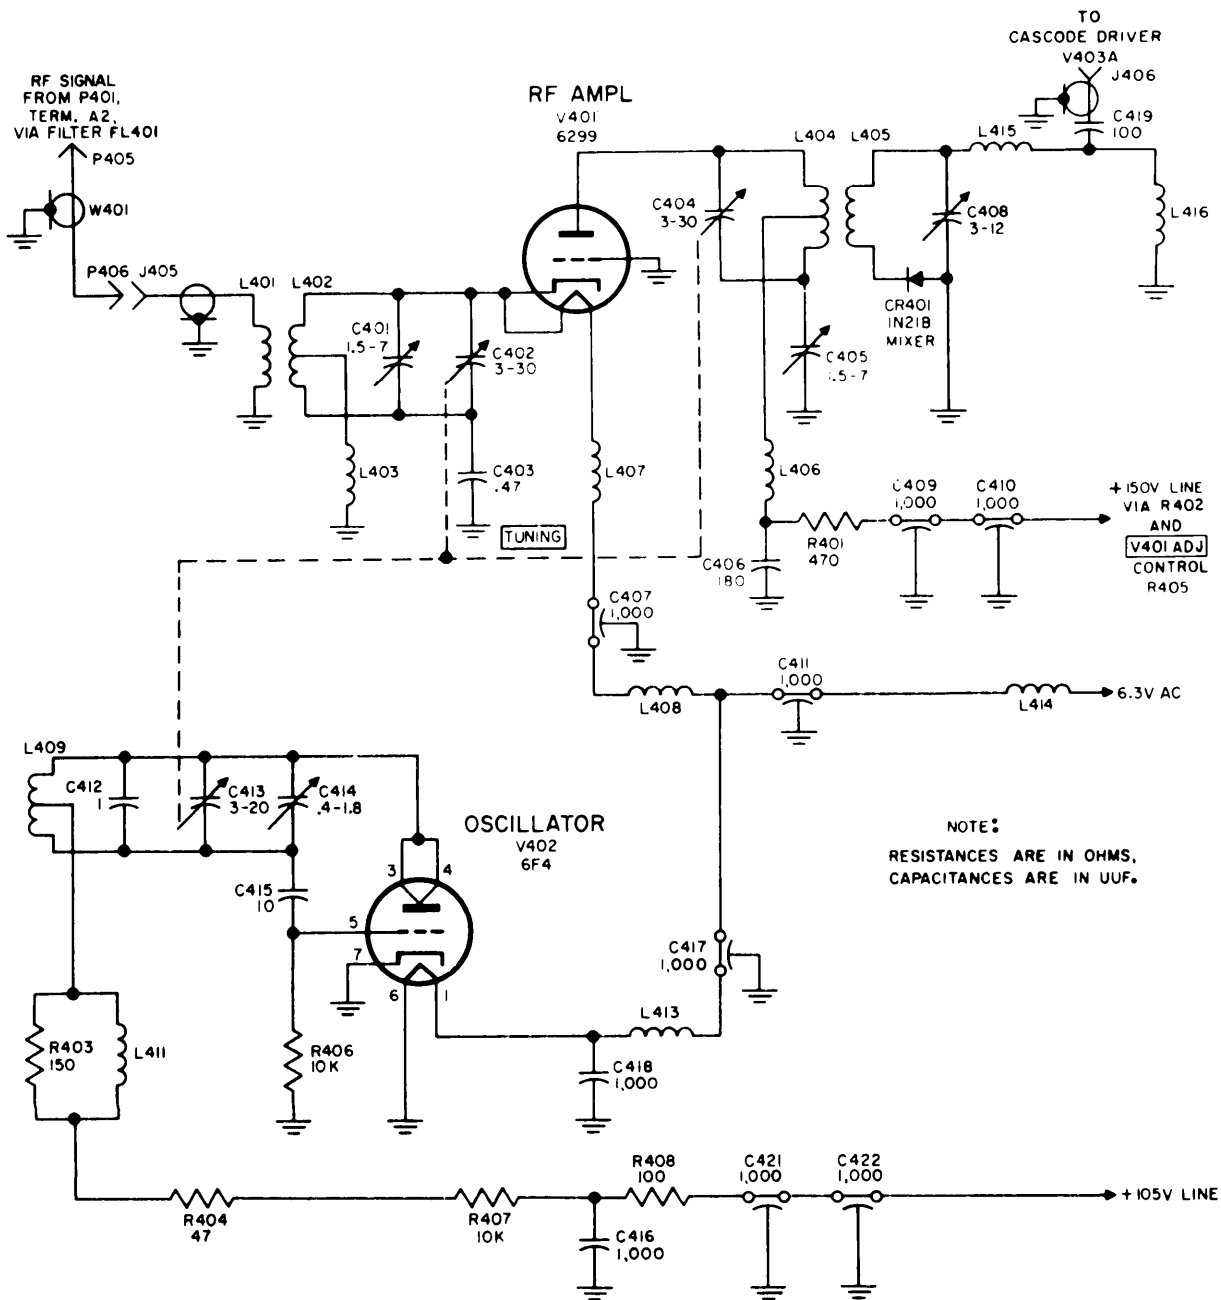 TO
CASCODE DRIVER
V403A
J406
RF SIGNAL
FROM P401,
TERM, A2,
VIA FILTER FL401
P405
W401
P406 J405
RF AMPL
V401
6299
C419
100
L415
L404
L405
L416
C404
3-30
C408
3-12
CR401
IN21B
MIXER
L401
L402
C401
1.5-7
C402
3-30
C405
1.5-7
L403
C403
.47
L407
L406
TUNING
C409
1,000
C410
1,000
R401
470
+150V LINE
VIA R402
AND
V401 ADJ
CONTROL
R405
C406
180
C407
1,000
C411
1,000
L408
L414
6.3V AC
L409
C412
1
C413
3-20
C414
.4-1.8
OSCILLATOR
V402
6F4
3
4
5
7
6
1
C415
10
NOTE:
RESISTANCES ARE IN OHMS,
CAPACITANCES ARE IN UUF.
C417
1,000
L413
R403
150
L411
R406
10K
C418
1,000
R404
47
R407
10K
R408
100
C421
1,000
C422
1,000
+105V LINE
C416
1,000